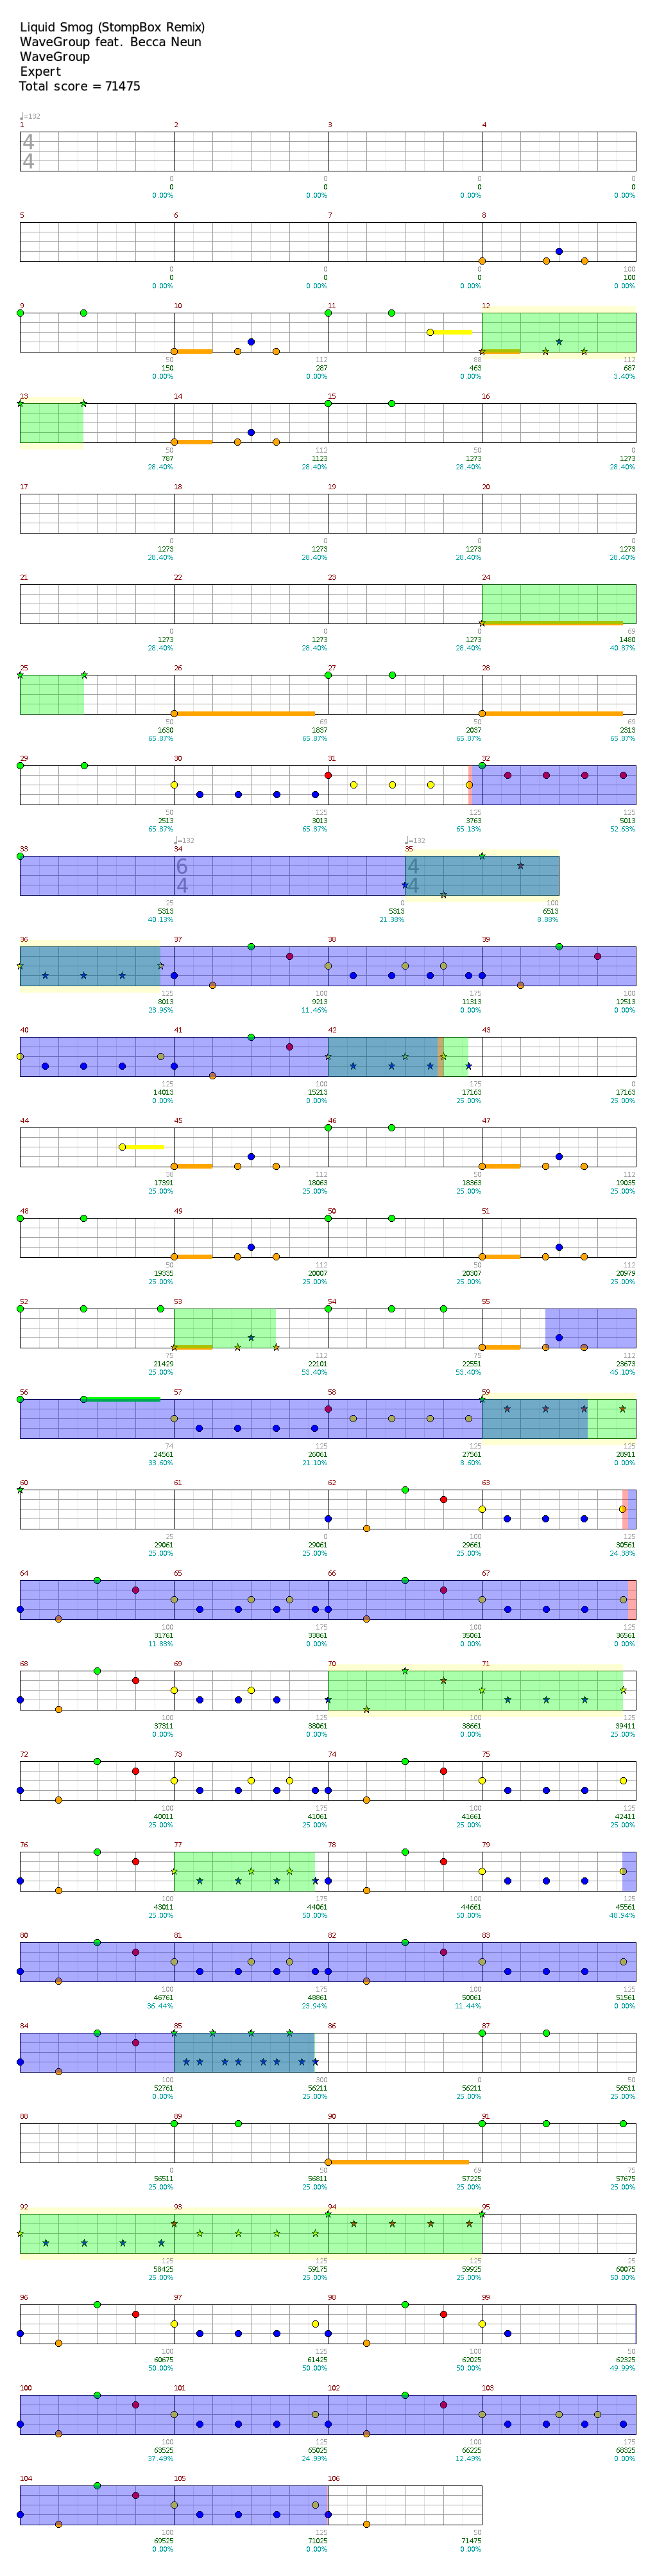 Liquid Smog (StompBox Remix)
WaveGroup feat. Becca Neun
WaveGroup
Expert
Total score = 71475
♩=132
1 2 3 4
4
4
0 0 0 0
0 0 0 0
0.00% 0.00% 0.00% 0.00%
5 6 7 8
0 0 0 100
0 0 0 100
0.00% 0.00% 0.00% 0.00%
9 10 11 12
50 112 88 112
150 287 463 687
0.00% 0.00% 0.00% 3.40%
13 14 15 16
50 112 50 0
787 1123 1273 1273
28.40% 28.40% 28.40% 28.40%
17 18 19 20
0 0 0 0
1273 1273 1273 1273
28.40% 28.40% 28.40% 28.40%
21 22 23 24
0 0 0 69
1273 1273 1273 1480
28.40% 28.40% 28.40% 40.87%
25 26 27 28
50 69 50 69
1630 1837 2037 2313
65.87% 65.87% 65.87% 65.87%
29 30 31 32
50 125 125 125
2513 3013 3763 5013
65.87% 65.87% 65.13% 52.63%
♩=132 ♩=132
33 34 35
6 4
4 4
25 0 100
5313 5313 6513
40.13% 21.38% 8.88%
36 37 38 39
125 100 175 100
8013 9213 11313 12513
23.96% 11.46% 0.00% 0.00%
40 41 42 43
125 100 175 0
14013 15213 17163 17163
0.00% 0.00% 25.00% 25.00%
44 45 46 47
38 112 50 112
17391 18063 18363 19035
25.00% 25.00% 25.00% 25.00%
48 49 50 51
50 112 50 112
19335 20007 20307 20979
25.00% 25.00% 25.00% 25.00%
52 53 54 55
75 112 75 112
21429 22101 22551 23673
25.00% 53.40% 53.40% 46.10%
56 57 58 59
74 125 125 125
24561 26061 27561 28911
33.60% 21.10% 8.60% 0.00%
60 61 62 63
25 0 100 125
29061 29061 29661 30561
25.00% 25.00% 25.00% 24.38%
64 65 66 67
100 175 100 125
31761 33861 35061 36561
11.88% 0.00% 0.00% 0.00%
68 69 70 71
100 125 100 125
37311 38061 38661 39411
0.00% 0.00% 0.00% 25.00%
72 73 74 75
100 175 100 125
40011 41061 41661 42411
25.00% 25.00% 25.00% 25.00%
76 77 78 79
100 175 100 125
43011 44061 44661 45561
25.00% 50.00% 50.00% 48.94%
80 81 82 83
100 175 100 125
46761 48861 50061 51561
36.44% 23.94% 11.44% 0.00%
84 85 86 87
100 300 0 50
52761 56211 56211 56511
0.00% 25.00% 25.00% 25.00%
88 89 90 91
0 50 69 75
56511 56811 57225 57675
25.00% 25.00% 25.00% 25.00%
92 93 94 95
125 125 125 25
58425 59175 59925 60075
25.00% 25.00% 25.00% 50.00%
96 97 98 99
100 125 100 50
60675 61425 62025 62325
50.00% 50.00% 50.00% 49.99%
100 101 102 103
100 125 100 175
63525 65025 66225 68325
37.49% 24.99% 12.49% 0.00%
104 105 106
100 125 50
69525 71025 71475
0.00% 0.00% 0.00%